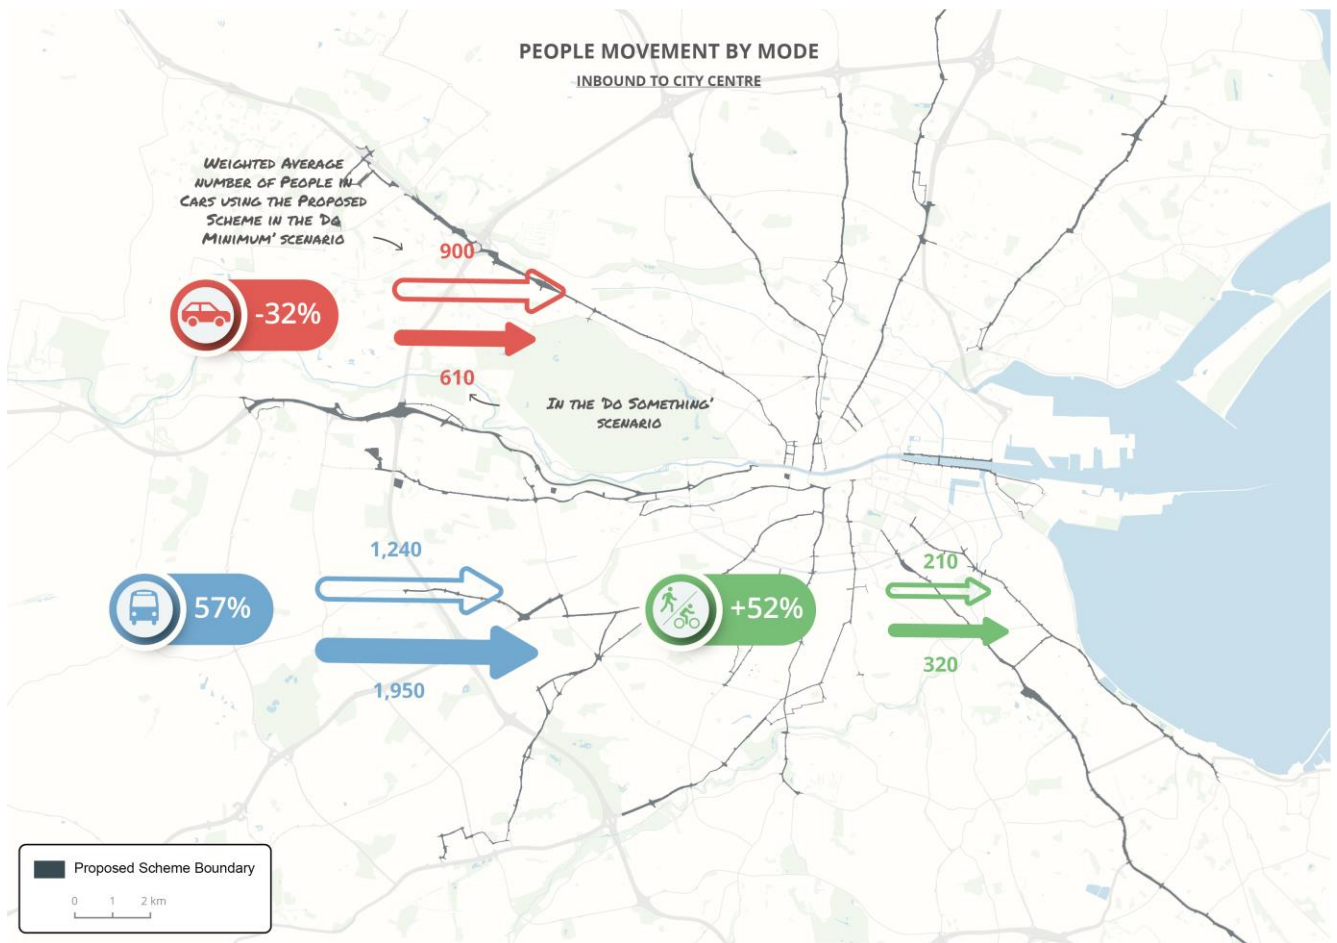 PEOPLE MOVEMENT BY MODE
INBOUND TO CITY CENTRE
WEIGHTED AVERAGE
NUMBER OF PEOPLE IN
CARS USING THE PROPOSED
SCHEME IN THE 'DO
MINIMUM' SCENARIO
900
-32%
610
IN THE 'DO SOMETHING'
SCENARIO
1,240
57%
1,950
210
+52%
320
Proposed Scheme Boundary
0 1 2 km